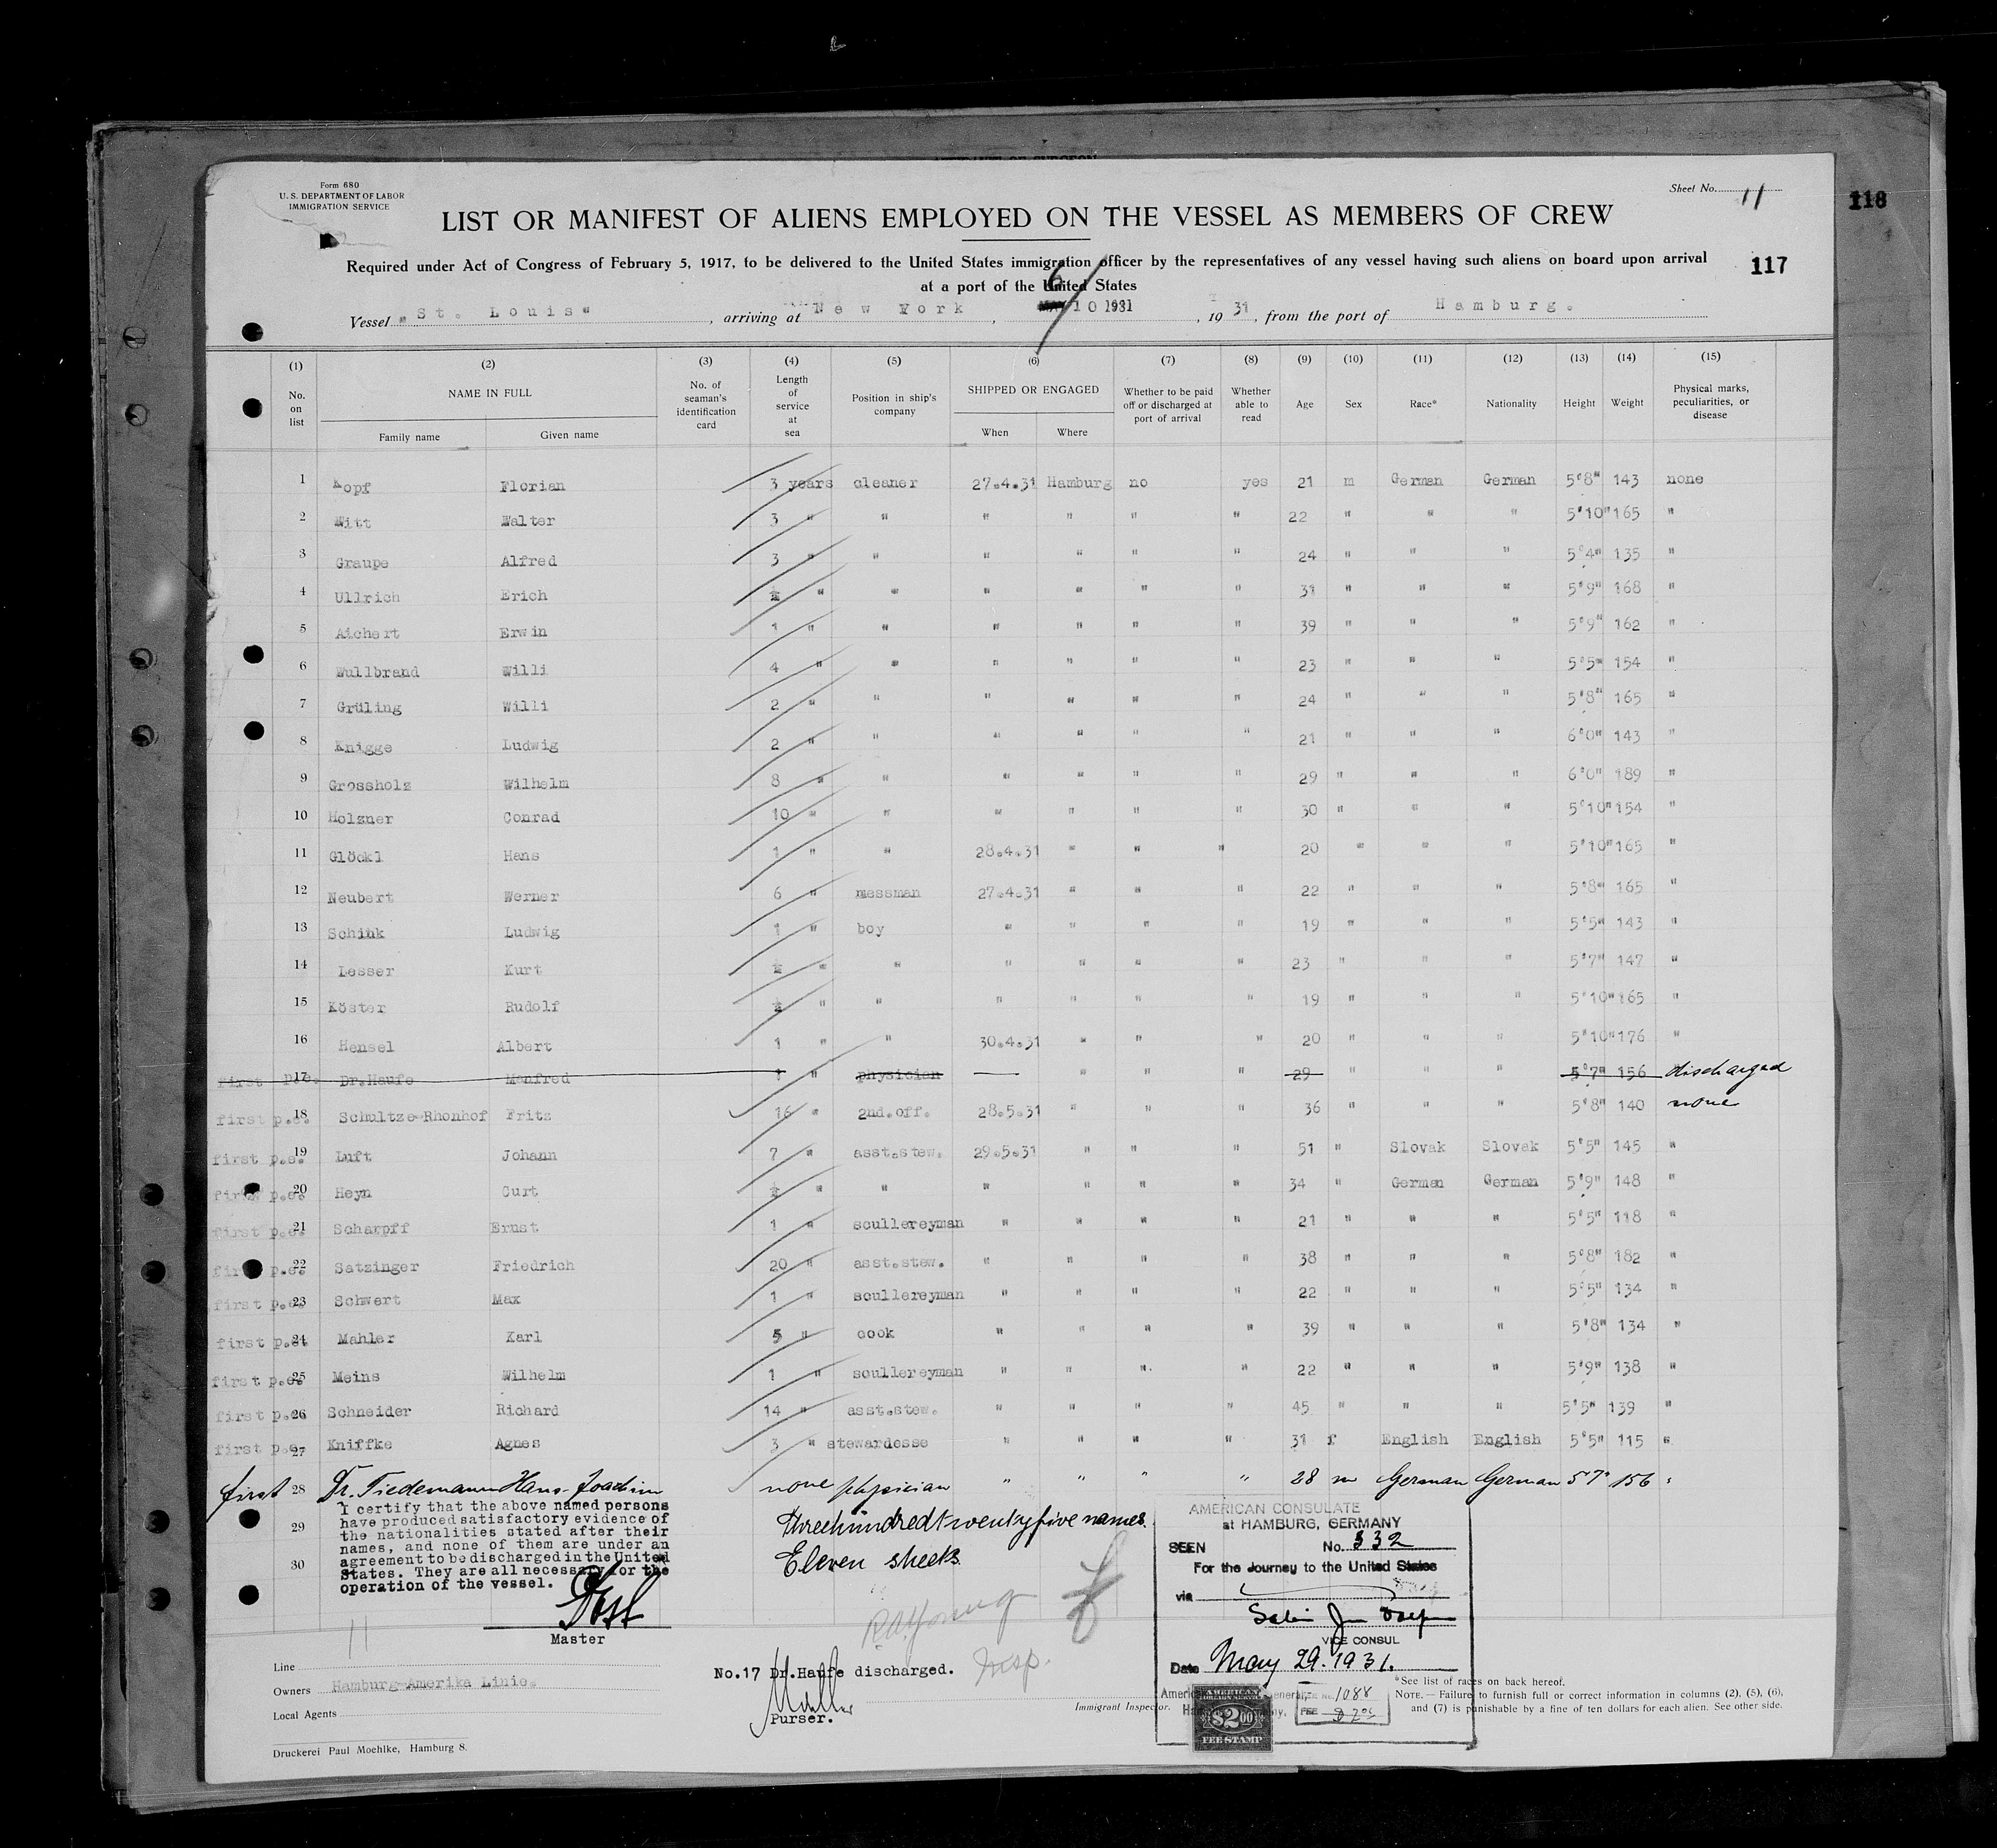 Form 680
U. S. DEPARTMENT OF LABOR
IMMIGRATION SERVICE
Sheet No. 11
118
LIST OR MANIFEST OF ALIENS EMPLOYED ON THE VESSEL AS MEMBERS OF CREW
Required under Act of Congress of February 5, 1917, to be delivered to the United States immigration officer by the representatives of any vessel having such aliens on board upon arrival
117
at a port of the United States
Vessel "St. Louis", arriving at New York, 6/10 1931, 19 31, from the port of Hamburg.
(1) (2) (3) (4) (5) (6) (7) (8) (9) (10) (11) (12) (13) (14) (15)
No. on list NAME IN FULL Family name Given name No. of seaman's identification card Length of service at sea Position in ship's company SHIPPED OR ENGAGED When Where Whether to be paid off or discharged at port of arrival Whether able to read Age Sex Race* Nationality Height Weight Physical marks, peculiarities, or disease
1 Kopf Florian 3 years cleaner 27.4.31 Hamburg no yes 21 m German German 5'8" 143 none
2 Witt Walter 3 " " " " " " 22 " " " 5'10" 165 "
3 Graupe Alfred 3 " " " " " " 24 " " " 5'4" 135 "
4 Ullrich Erich ½ " " " " " " 31 " " " 5'9" 168 "
5 Aichert Erwin 1 " " " " " " 39 " " " 5'9" 162 "
6 Wullbrand Willi 4 " " " " " " 23 " " " 5'5" 154 "
7 Grüling Willi 2 " " " " " " 24 " " " 5'8" 165 "
8 Knigge Ludwig 2 " " " " " " 21 " " " 6'0" 143 "
9 Grossholz Wilhelm 8 " " " " " " 29 " " " 6'0" 189 "
10 Holzner Conrad 10 " " " " " " 30 " " " 5'10" 154 "
11 Glöckl Hans 1 " " 28.4.31 " " " 20 " " " 5'10" 165 "
12 Neubert Werner 6 " messman 27.4.31 " " " 22 " " " 5'8" 165 "
13 Schink Ludwig 1 " boy " " " " 19 " " " 5'5" 143 "
14 Lesser Kurt ½ " " " " " " 23 " " " 5'7" 147 "
15 Köster Rudolf ½ " " " " " " 19 " " " 5'10" 165 "
16 Hensel Albert 1 " " 30.4.31 " " " 20 " " " 5'10" 176 "
first p.e. 17 Dr.Haufe Manfred 1 " physician " " " 29 " " " 5'7" 156 discharged
first p.e. 18 Schultze-Rhonhof Fritz 16 " 2nd.off. 28.5.31 " " " 36 " " " 5'8" 140 none
first p.e. 19 Luft Johann 7 " asst.stew. 29.5.31 " " " 51 " Slovak Slovak 5'5" 145 "
first p.e. 20 Heyn Curt ½ " " " " " " 34 " German German 5'9" 148 "
first p.e. 21 Scharpff Ernst 1 " scullereyman " " " " 21 " " " 5'5" 118 "
first p.e. 22 Satzinger Friedrich 20 " asst.stew. " " " " 38 " " " 5'8" 182 "
first p.e. 23 Schwert Max 1 " scullereyman " " " " 22 " " " 5'5" 134 "
first p.e. 24 Mahler Karl 5 " cook " " " " 39 " " " 5'8" 134 "
first p.e. 25 Meins Wilhelm 1 " scullereyman " " " " 22 " " " 5'9" 138 "
first p.e. 26 Schneider Richard 14 " asst.stew. " " " " 45 " " " 5'5" 139 "
first p.e. 27 Kniffke Agnes 3 " stewardesse " " " " 31 f English English 5'5" 115 "
first 28 Dr. Tiedemann Hans-Joachim none physician " " " " 28 m German German 5'7" 156 "
29
30
I certify that the above named persons
have produced satisfactory evidence of
the nationalities stated after their
names, and none of them are under an
agreement to be discharged in the United
States. They are all necessary for the
operation of the vessel.
Master
11
Threehundredtwentyfive names.
Eleven sheets.
AMERICAN CONSULATE
at HAMBURG, GERMANY
SEEN No. 332
For the Journey to the United States
via
VICE CONSUL
Date May 29. 1931.
No. 1088
FEE
AMERICAN
FOREIGN SERVICE
$2.00
FEE STAMP
Line
Owners Hamburg-Amerika Linie.
Local Agents
No.17 Dr.Haufe discharged.
Purser.
Insp.
Immigrant Inspector.
*See list of races on back hereof.
NOTE.— Failure to furnish full or correct information in columns (2), (5), (6),
and (7) is punishable by a fine of ten dollars for each alien. See other side.
Druckerei Paul Moehlke, Hamburg 8.